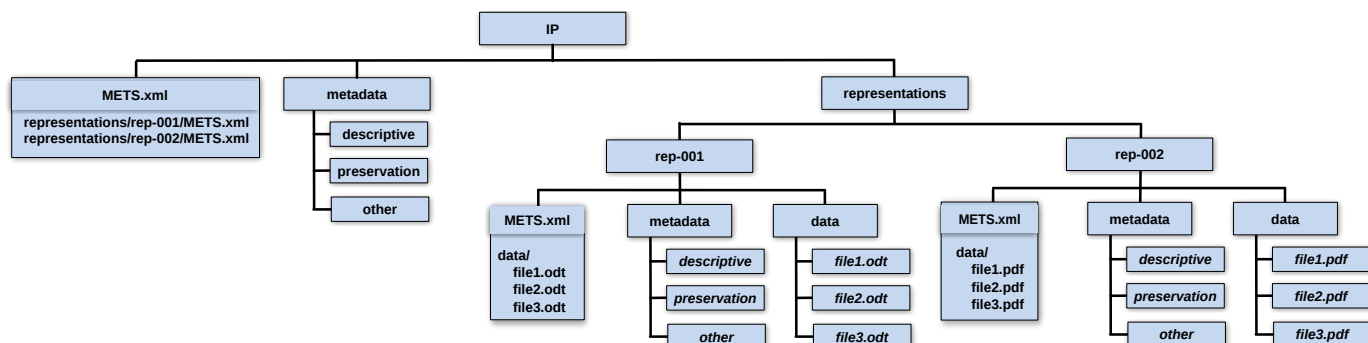 IP
METS.xml
representations/rep-001/METS.xml
representations/rep-002/METS.xml
metadata
descriptive
preservation
other
representations
rep-001
METS.xml
data/
file1.odt
file2.odt
file3.odt
metadata
descriptive
preservation
other
data
file1.odt
file2.odt
file3.odt
rep-002
METS.xml
data/
file1.pdf
file2.pdf
file3.pdf
metadata
descriptive
preservation
other
data
file1.pdf
file2.pdf
file3.pdf